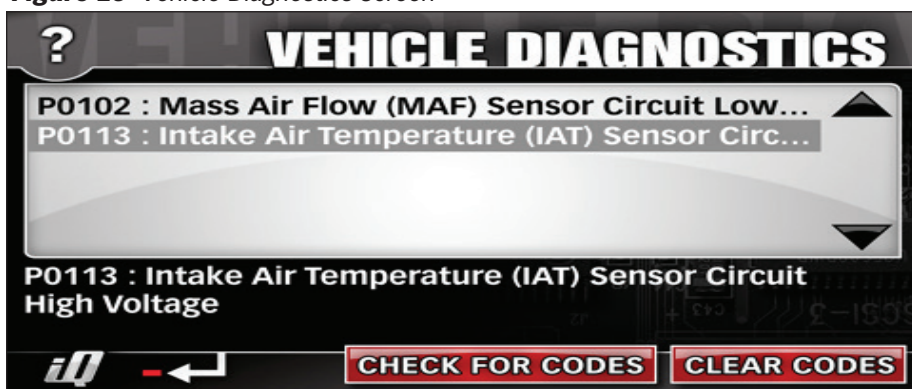 ?
VEHICLE DIAGNOSTICS
P0102 : Mass Air Flow (MAF) Sensor Circuit Low...
P0113 : Intake Air Temperature (IAT) Sensor Circ...
P0113 : Intake Air Temperature (IAT) Sensor Circuit
High Voltage
iQ
CHECK FOR CODES
CLEAR CODES